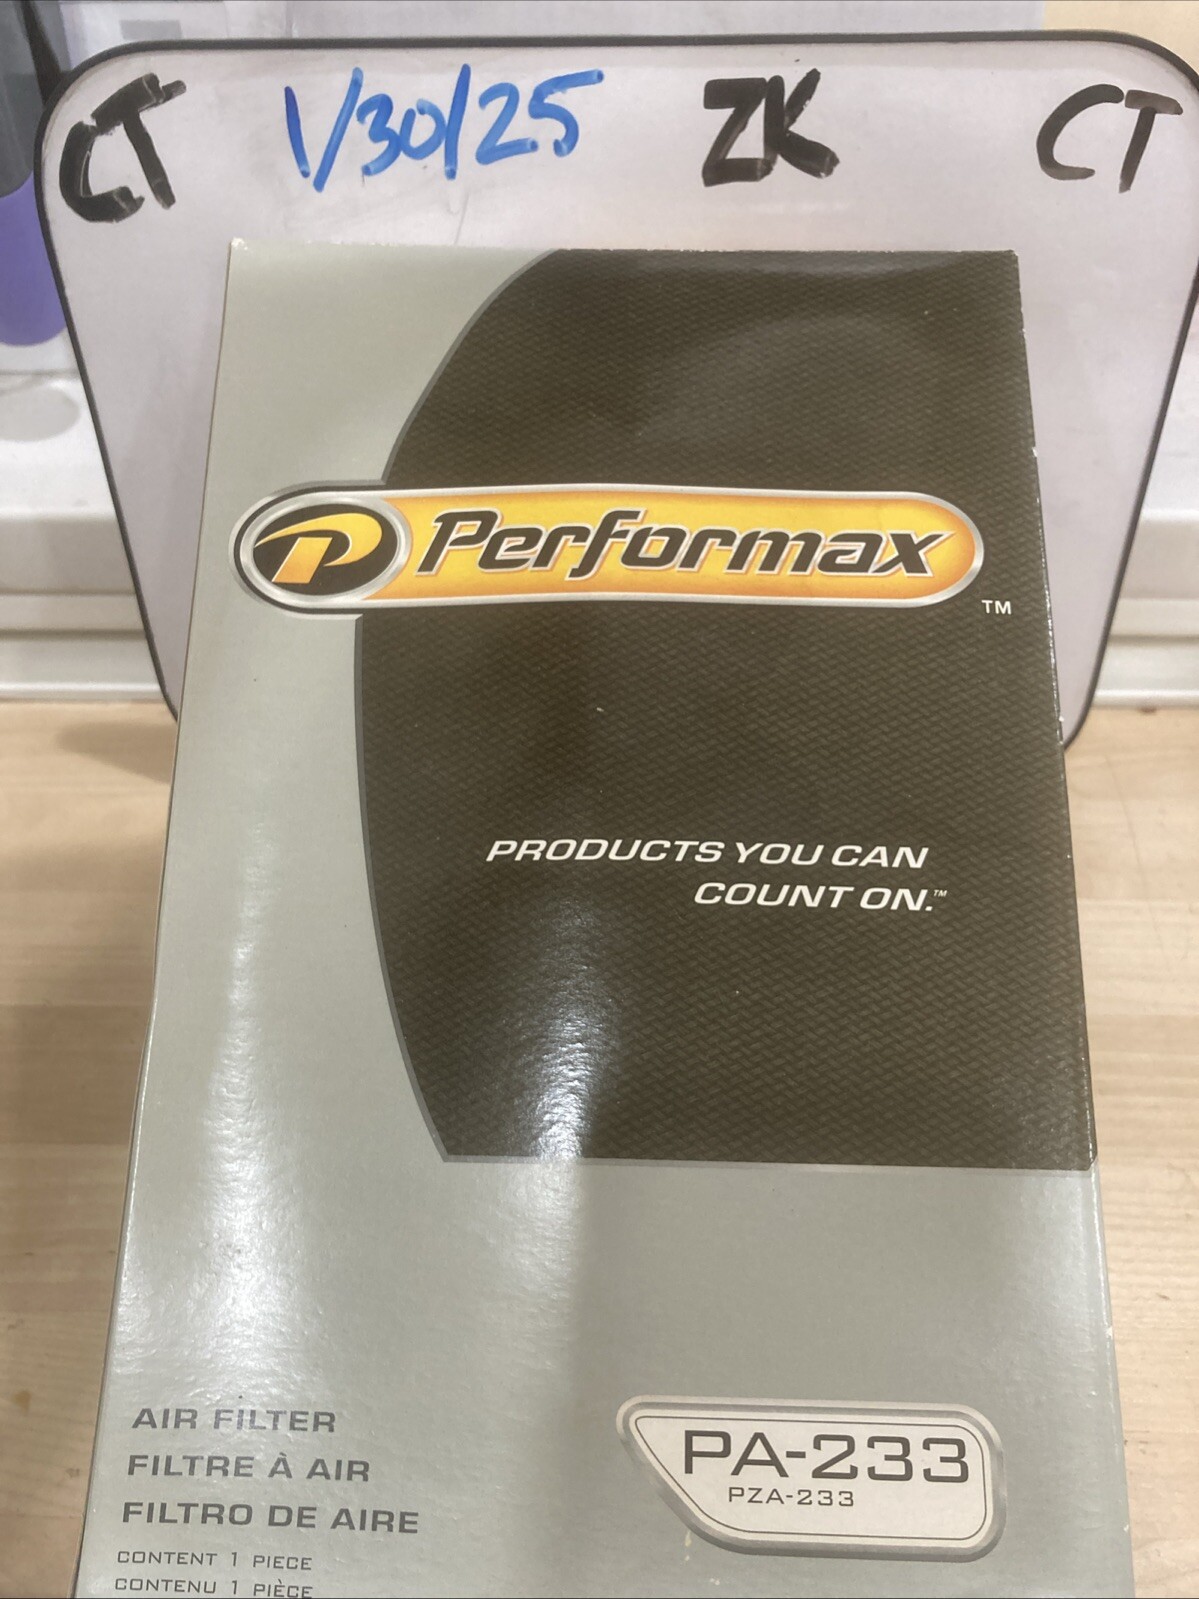 CT 1/30/25 ZK CT
P Performax
TM
PRODUCTS YOU CAN
COUNT ON.™
AIR FILTER
FILTRE À AIR
FILTRO DE AIRE
CONTENT 1 PIECE
CONTENU 1 PIÈCE
PA-233
PZA-233